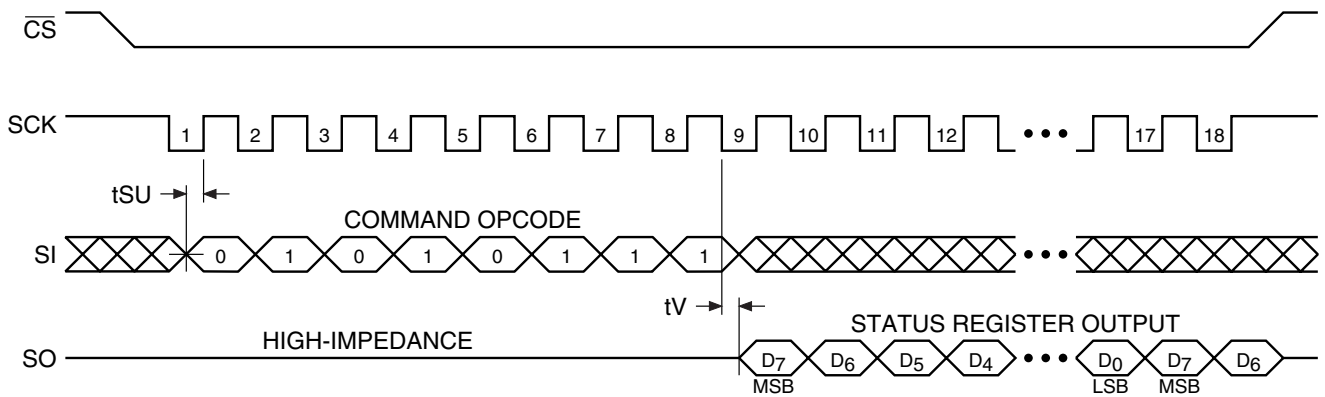 CS
SCK 1 2 3 4 5 6 7 8 9 10 11 12 17 18
tSU
COMMAND OPCODE
SI 0 1 0 1 0 1 1 1
tV
HIGH-IMPEDANCE
STATUS REGISTER OUTPUT
SO D7 D6 D5 D4 D0 D7 D6
MSB LSB MSB